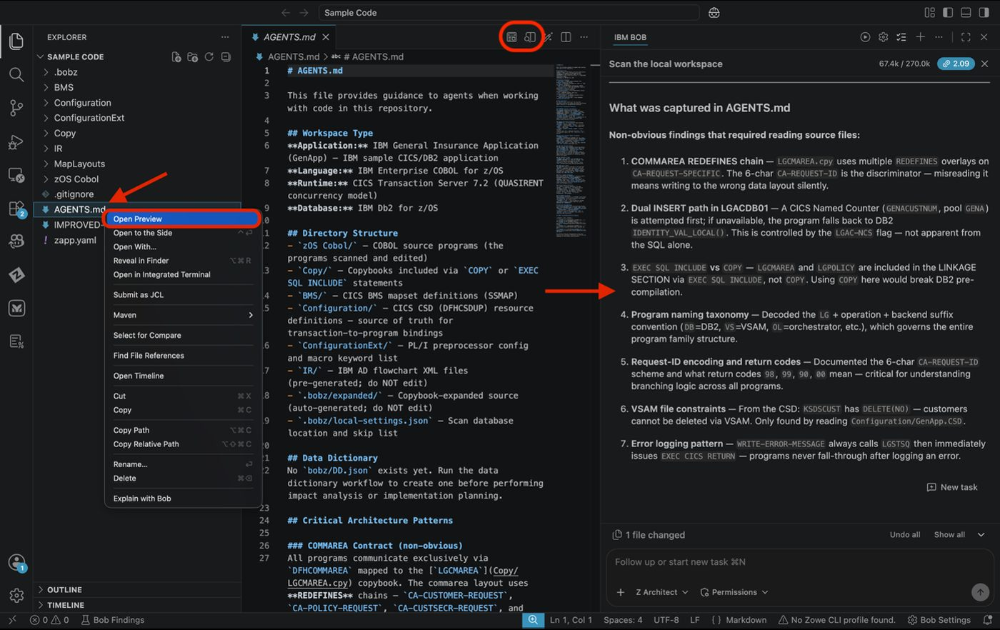 Sample Code
EXPLORER
SAMPLE CODE
.bobz
BMS
Configuration
ConfigurationExt
Copy
IR
MapLayouts
zOS Cobol
.gitignore
AGENTS.md
IMPROVED-
zapp.yaml
2
1
OUTLINE
TIMELINE
Open Preview
Open to the Side ^⏎
Open With...
Reveal in Finder ⌥⌘R
Open in Integrated Terminal
Submit as JCL
Maven
Select for Compare
Find File References
Open Timeline
Cut ⌘X
Copy ⌘C
Copy Path ⌥⌘C
Copy Relative Path ⌥⇧⌘C
Rename... ⏎
Delete ⌘⌫
Explain with Bob
AGENTS.md
AGENTS.md > abc # AGENTS.md
1 # AGENTS.md
2
3 This file provides guidance to agents when working
with code in this repository.
4
5 ## Workspace Type
6 **Application:** IBM General Insurance Application
(GenApp) — IBM sample CICS/DB2 application
7 **Language:** IBM Enterprise COBOL for z/OS
8 **Runtime:** CICS Transaction Server 7.2 (QUASIRENT
concurrency model)
9 **Database:** IBM Db2 for z/OS
10
11 ## Directory Structure
12 - `zOS Cobol/` — COBOL source programs (the
programs scanned and edited)
13 - `Copy/` — Copybooks included via `COPY` or `EXEC
SQL INCLUDE` statements
14 - `BMS/` — CICS BMS mapset definitions (SSMAP)
15 - `Configuration/` — CICS CSD (DFHCSDUP) resource
definitions — source of truth for
transaction-to-program bindings
16 - `ConfigurationExt/` — PL/I preprocessor config
and macro keyword list
17 - `IR/` — IBM AD flowchart XML files
(pre-generated; do NOT edit)
18 - `.bobz/expanded/` — Copybook-expanded source
(auto-generated; do NOT edit)
19 - `.bobz/local-settings.json` — Scan database
location and skip list
20
21 ## Data Dictionary
22 No `bobz/DD.json` exists yet. Run the data
dictionary workflow to create one before performing
impact analysis or implementation planning.
23
24 ## Critical Architecture Patterns
25
26 ### COMMAREA Contract (non-obvious)
27 All programs communicate exclusively via
`DFHCOMMAREA` mapped to the [`LGCMAREA`](Copy/
LGCMAREA.cpy) copybook. The commarea layout uses
**REDEFINES** chains — `CA-CUSTOMER-REQUEST`,
`CA-POLICY-REQUEST`, `CA-CUSTSECR-REQUEST`, and
IBM BOB
Scan the local workspace 67.4k / 270.0k 2.09
What was captured in AGENTS.md
Non-obvious findings that required reading source files:
1. COMMAREA REDEFINES chain — LGCMAREA.cpy uses multiple REDEFINES overlays on
CA-REQUEST-SPECIFIC. The 6-char CA-REQUEST-ID is the discriminator — misreading it
means writing to the wrong data layout silently.
2. Dual INSERT path in LGACDB01 — A CICS Named Counter (GENACUSTNUM, pool GENA)
is attempted first; if unavailable, the program falls back to DB2
IDENTITY_VAL_LOCAL(). This is controlled by the LGAC-NCS flag — not apparent from
the SQL alone.
3. EXEC SQL INCLUDE vs COPY — LGCMAREA and LGPOLICY are included in the LINKAGE
SECTION via EXEC SQL INCLUDE, not COPY. Using COPY here would break DB2 pre-
compilation.
4. Program naming taxonomy — Decoded the LG + operation + backend suffix
convention (DB=DB2, VS=VSAM, OL=orchestrator, etc.), which governs the entire
program family structure.
5. Request-ID encoding and return codes — Documented the 6-char CA-REQUEST-ID
scheme and what return codes 98, 99, 90, 00 mean — critical for understanding
branching logic across all programs.
6. VSAM file constraints — From the CSD: KSDSCUST has DELETE(NO) — customers
cannot be deleted via VSAM. Only found by reading Configuration/GenApp.CSD.
7. Error logging pattern — WRITE-ERROR-MESSAGE always calls LGSTSQ then immediately
issues EXEC CICS RETURN — programs never fall-through after logging an error.
New task
1 file changed Undo all Show all
Follow up or start new task ⌘N
Z Architect Permissions
0 0 Bob Findings Ln 1, Col 1 Spaces: 4 UTF-8 LF {} Markdown No Zowe CLI profile found. Bob Settings